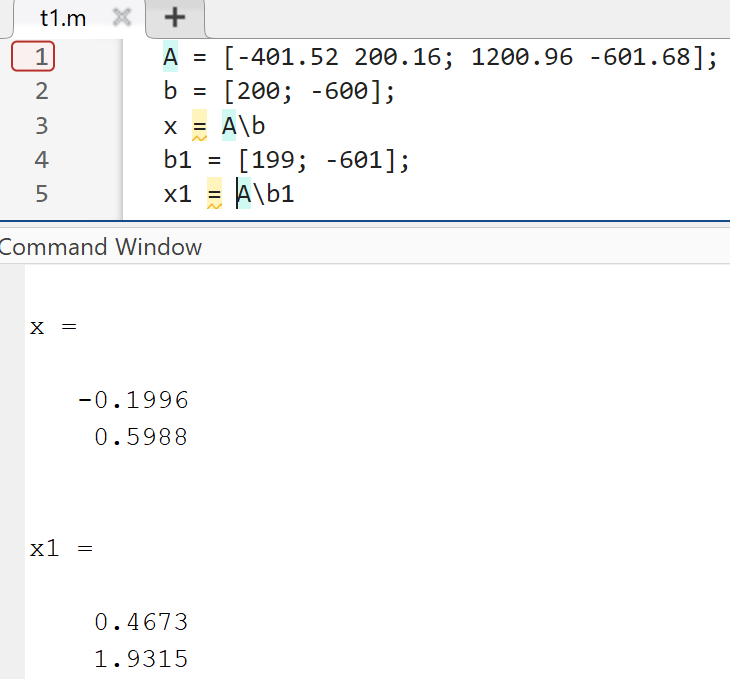 t1.m
1 A = [-401.52 200.16; 1200.96 -601.68];
2 b = [200; -600];
3 x = A\b
4 b1 = [199; -601];
5 x1 = A\b1
Command Window
x =
-0.1996
0.5988
x1 =
0.4673
1.9315